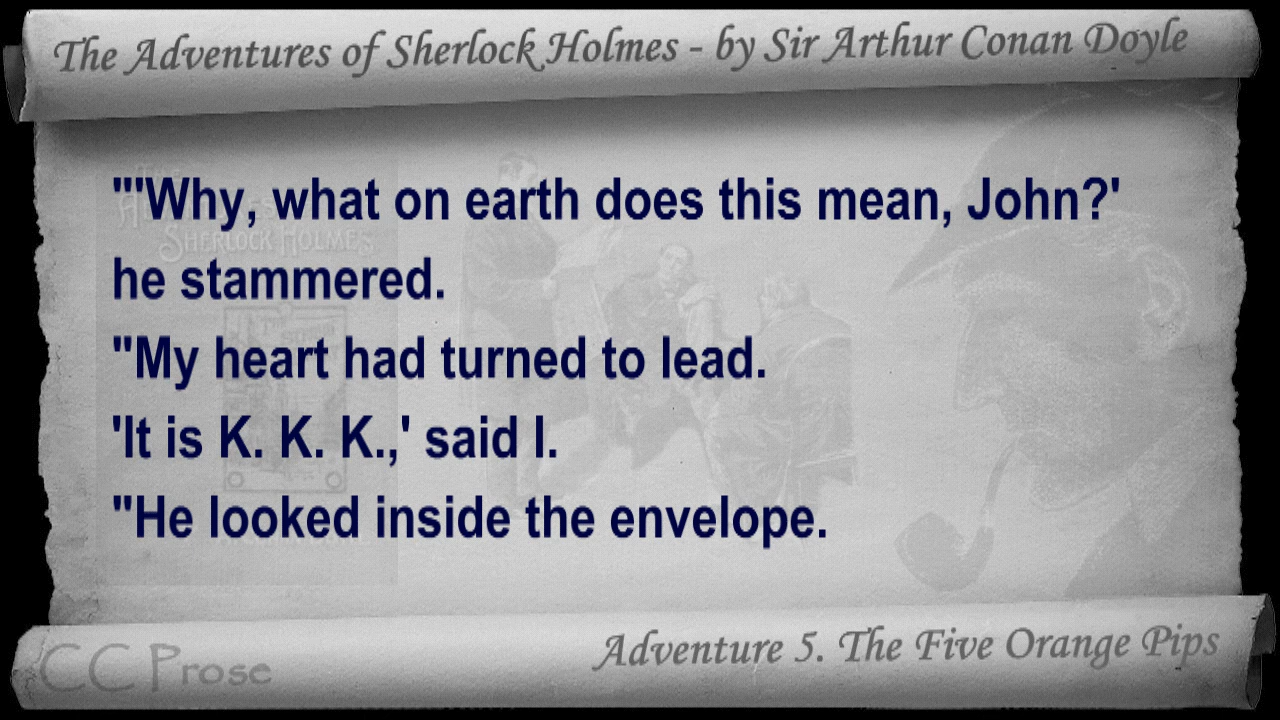 The Adventures of Sherlock Holmes - by Sir Arthur Conan Doyle
"'Why, what on earth does this mean, John?'
he stammered.
"My heart had turned to lead.
'It is K. K. K.,' said I.
"He looked inside the envelope.
Adventure 5. The Five Orange Pips
CC Prose
SHERLOCK HOLMES